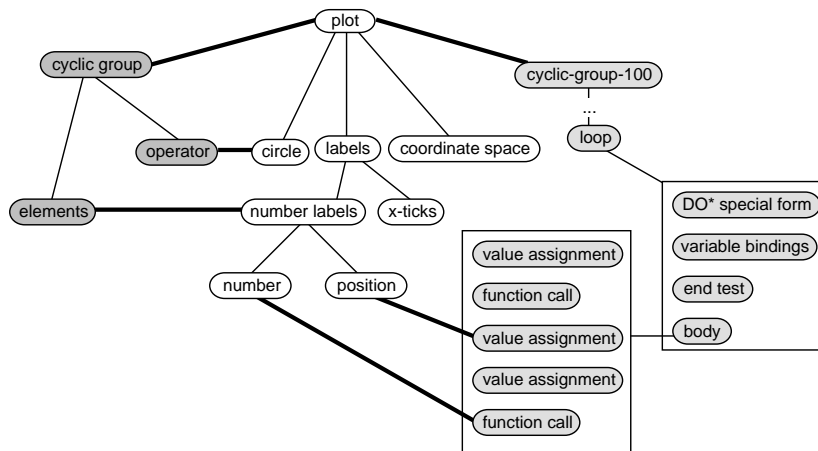 plot
cyclic group
cyclic-group-100
...
operator
circle
labels
coordinate space
loop
elements
number labels
x-ticks
DO* special form
variable bindings
end test
body
number
position
value assignment
function call
value assignment
value assignment
function call